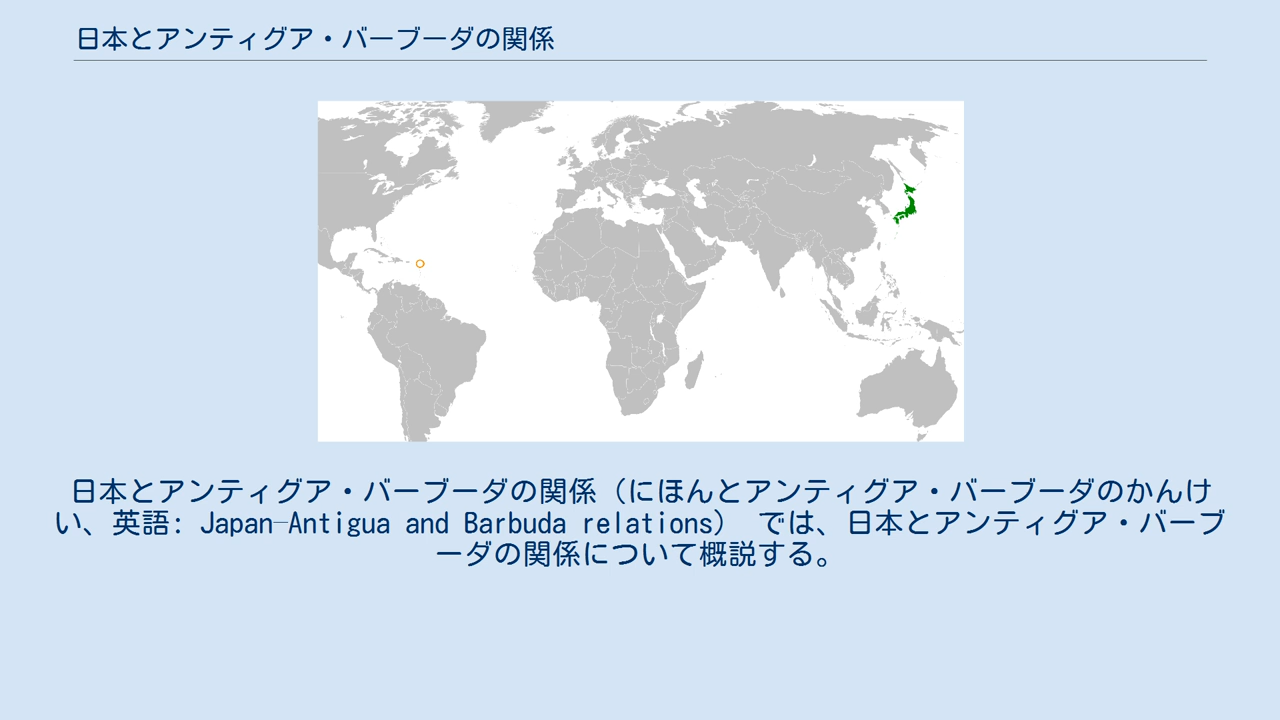 日本とアンティグア・バーブーダの関係
日本とアンティグア・バーブーダの関係（にほんとアンティグア・バーブーダのかんけ
い、英語: Japan–Antigua and Barbuda relations） では、日本とアンティグア・バーブ
ーダの関係について概説する。